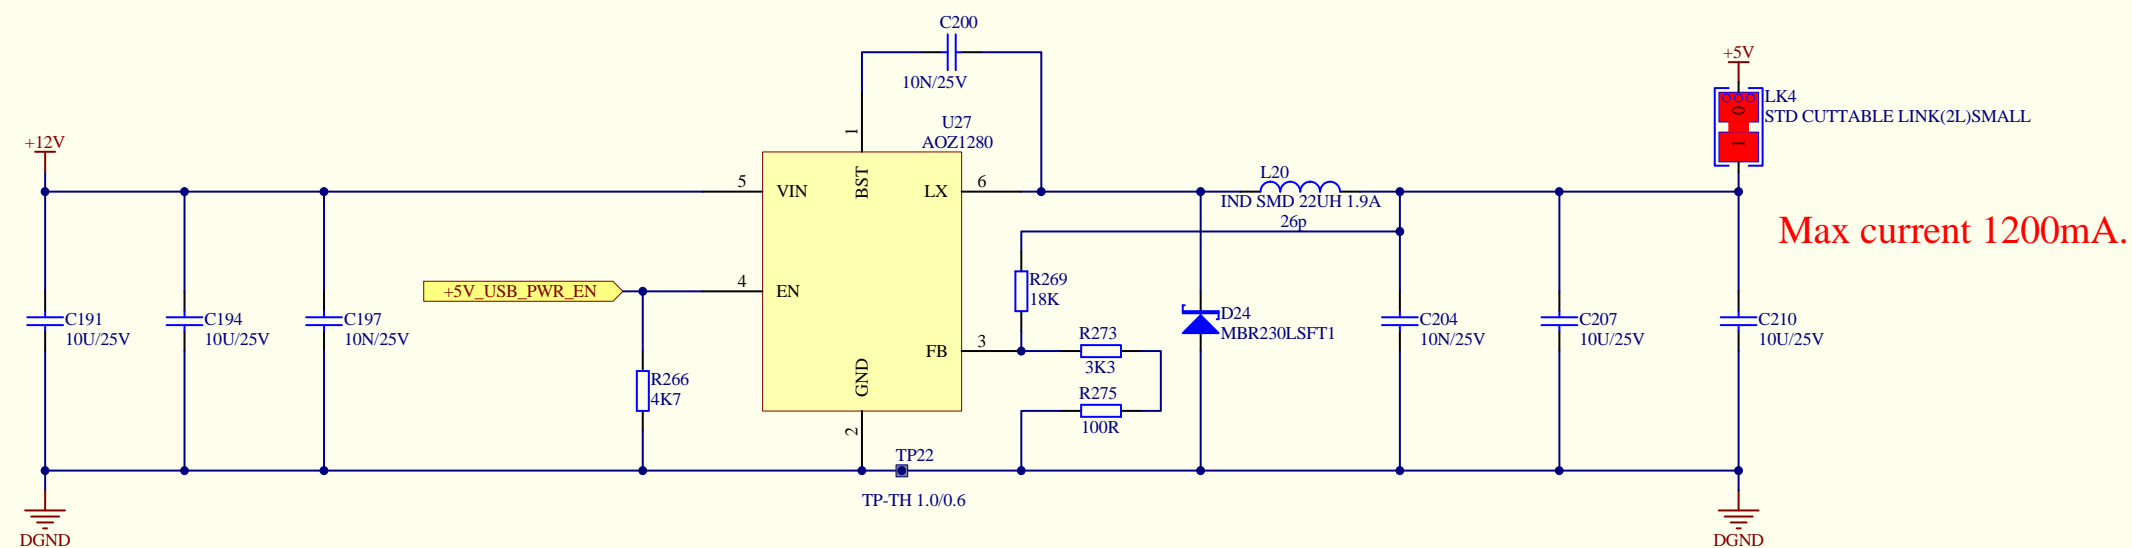 C200
10N/25V
+5V
LK4
STD CUTTABLE LINK(2L)SMALL
0
1
+12V
1
U27
AOZ1280
5
VIN
BST
LX
6
L20
IND SMD 22UH 1.9A
26p
Max current 1200mA.
+5V_USB_PWR_EN
4
EN
R269
18K
C191
10U/25V
C194
10U/25V
C197
10N/25V
R266
4K7
GND
FB
3
R273
3K3
R275
100R
D24
MBR230LSFT1
C204
10N/25V
C207
10U/25V
C210
10U/25V
2
TP22
TP-TH 1.0/0.6
DGND
DGND